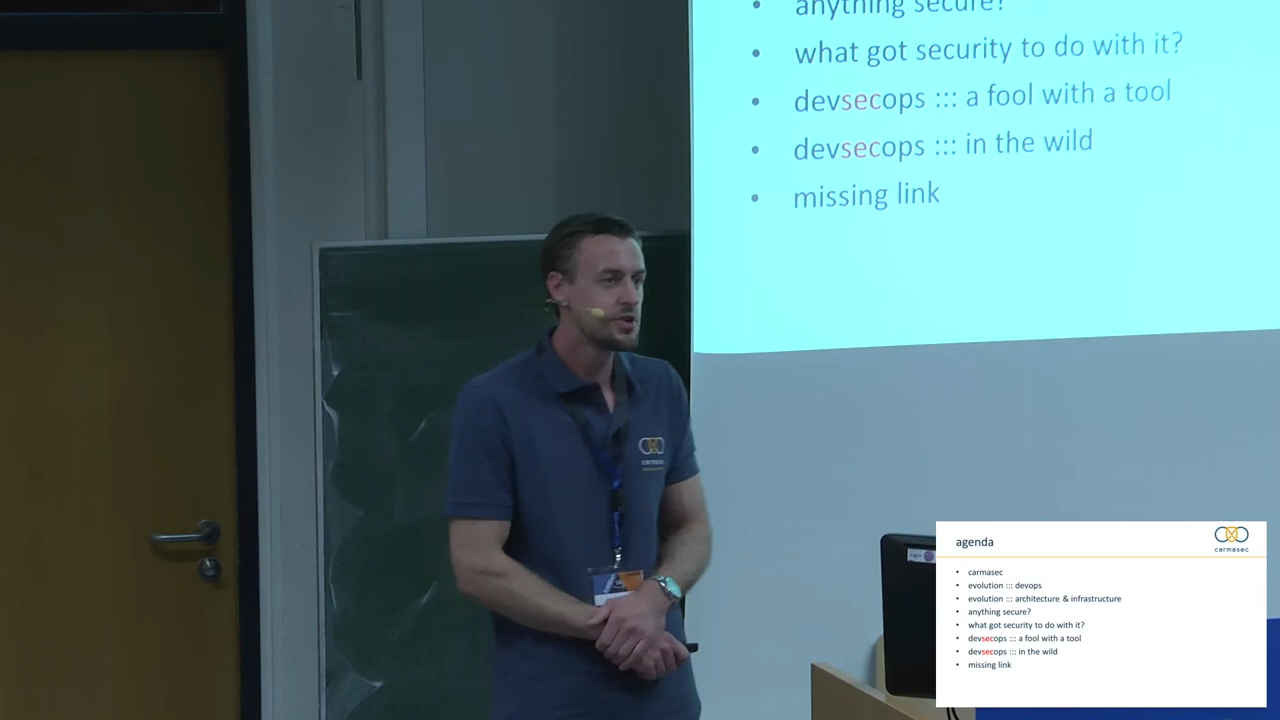 anything secure?
what got security to do with it?
devsecops ::: a fool with a tool
devsecops ::: in the wild
missing link
carmasec
agenda
carmasec
carmasec
evolution ::: devops
evolution ::: architecture & infrastructure
anything secure?
what got security to do with it?
devsecops ::: a fool with a tool
devsecops ::: in the wild
missing link